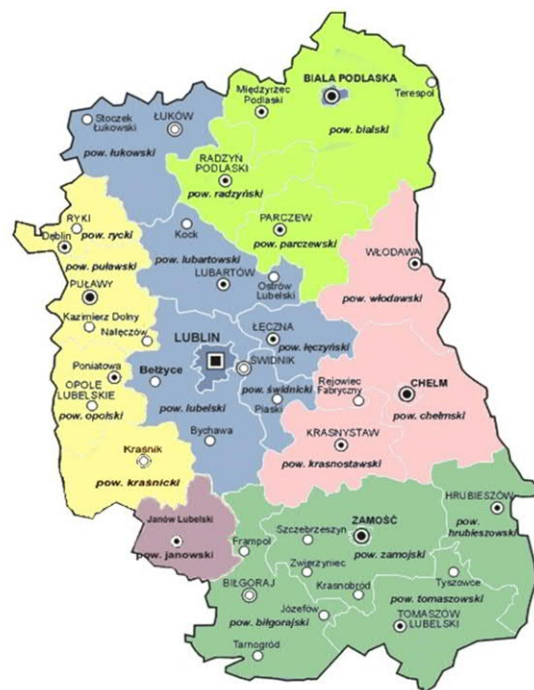 BIALA PODLASKA
Międzyrzec
Podlaski
Terespol
pow. bialski
Stoczek
Łukowski
ŁUKÓW
pow. łukowski
RADZYŃ
PODLASKI
pow. radzyński
RYKI
pow. rycki
Dęblin
Kock
PARCZEW
pow. parczewski
pow. puławski
pow. lubartowski
WŁODAWA
PUŁAWY
LUBARTÓW
Ostrów
Lubelski
pow. włodawski
Kazimierz Dolny
Nałęczów
LUBLIN
ŁĘCZNA
pow. łęczyński
ŚWIDNIK
Poniatowa
Bełżyce
OPOLE
LUBELSKIE
pow. opolski
pow. lubelski
pow. świdnicki
Piaski
Rejowiec
Fabryczny
CHEŁM
pow. chełmski
Bychawa
KRASNYSTAW
pow. krasnostawski
Kraśnik
pow. kraśnicki
HRUBIESZÓW
pow.
hrubieszowski
Janów Lubelski
pow. janowski
Frampol
Szczebrzeszyn
ZAMOŚĆ
pow. zamojski
Zwierzyniec
Tyszowce
BIŁGORAJ
Krasnobród
pow. tomaszowski
pow. biłgorajski
Józefów
TOMASZÓW
LUBELSKI
Tarnogród